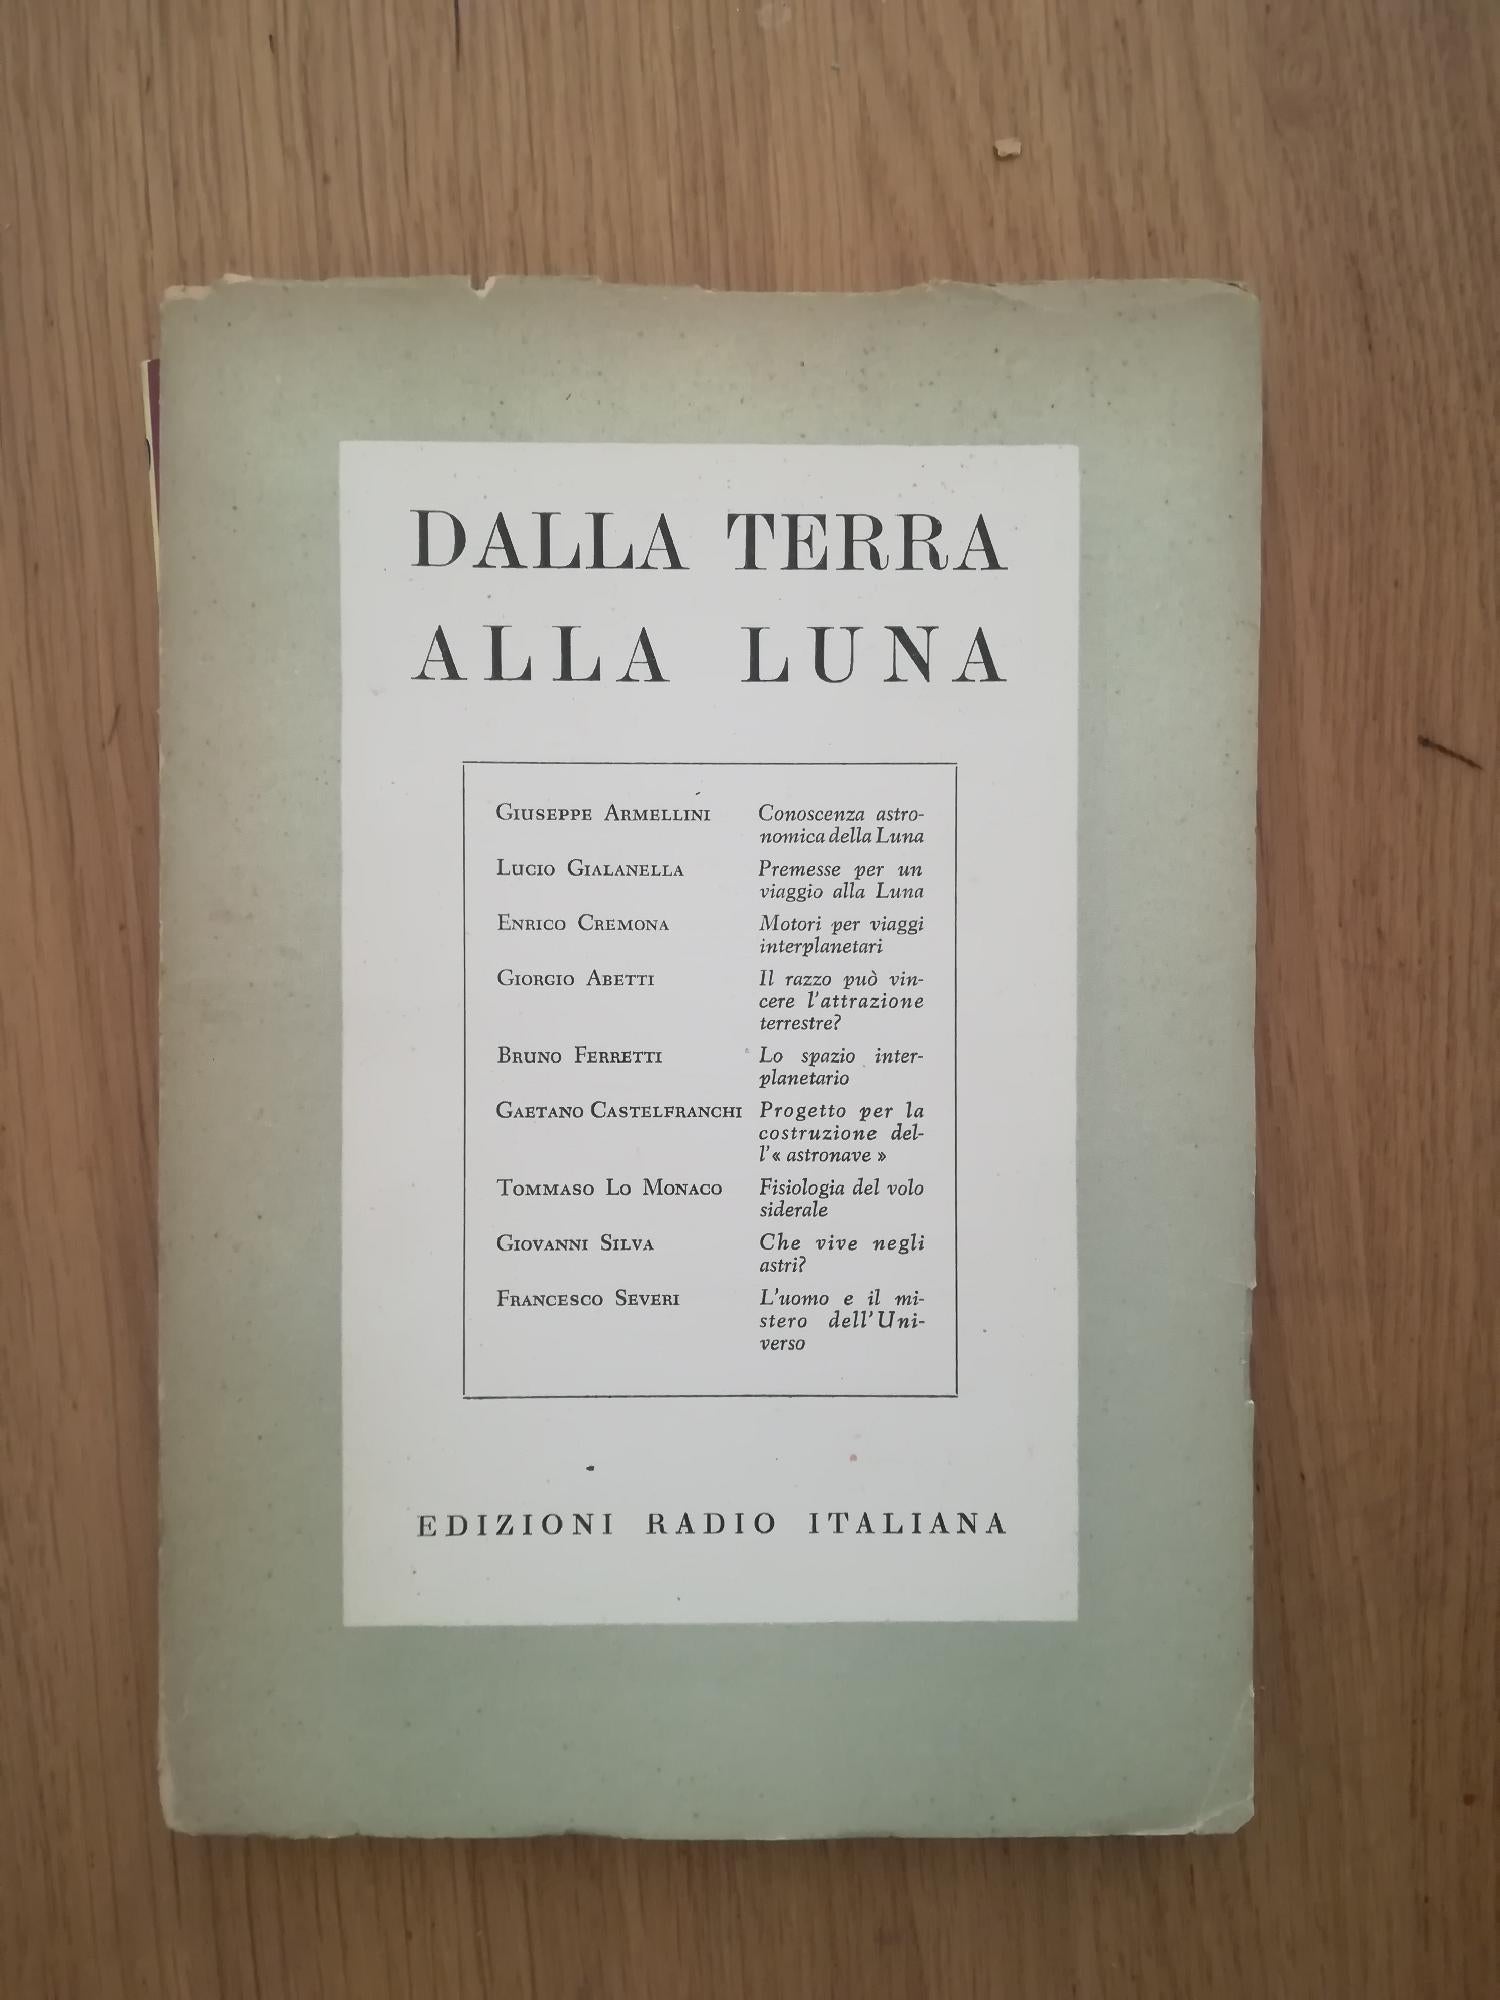 DALLA TERRA
ALLA LUNA
GIUSEPPE ARMELLINI Conoscenza astro-
nomica della Luna
LUCIO GIALANELLA Premesse per un
viaggio alla Luna
ENRICO CREMONA Motori per viaggi
interplanetari
GIORGIO ABETTI Il razzo può vin-
cere l'attrazione
terrestre?
BRUNO FERRETTI Lo spazio inter-
planetario
GAETANO CASTELFRANCHI Progetto per la
costruzione del-
l'« astronave »
TOMMASO LO MONACO Fisiologia del volo
siderale
GIOVANNI SILVA Che vive negli
astri?
FRANCESCO SEVERI L'uomo e il mi-
stero dell'Uni-
verso
EDIZIONI RADIO ITALIANA